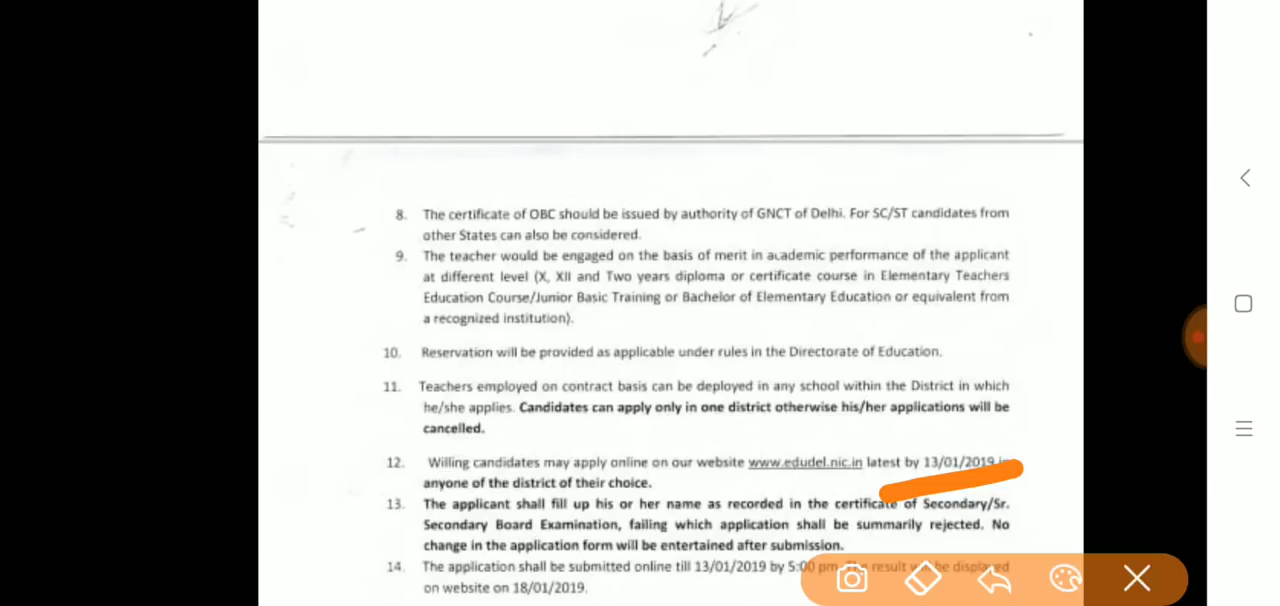 8. The certificate of OBC should be issued by authority of GNCT of Delhi. For SC/ST candidates from
other States can also be considered.
9. The teacher would be engaged on the basis of merit in academic performance of the applicant
at different level (X, XII and Two years diploma or certificate course in Elementary Teachers
Education Course/Junior Basic Training or Bachelor of Elementary Education or equivalent from
a recognized institution).
10. Reservation will be provided as applicable under rules in the Directorate of Education.
11. Teachers employed on contract basis can be deployed in any school within the District in which
he/she applies. Candidates can apply only in one district otherwise his/her applications will be
cancelled.
12. Willing candidates may apply online on our website www.edudel.nic.in latest by 13/01/2019 in
anyone of the district of their choice.
13. The applicant shall fill up his or her name as recorded in the certificate of Secondary/Sr.
Secondary Board Examination, failing which application shall be summarily rejected. No
change in the application form will be entertained after submission.
14. The application shall be submitted online till 13/01/2019 by 5:00 pm. The result will be displayed
on website on 18/01/2019.